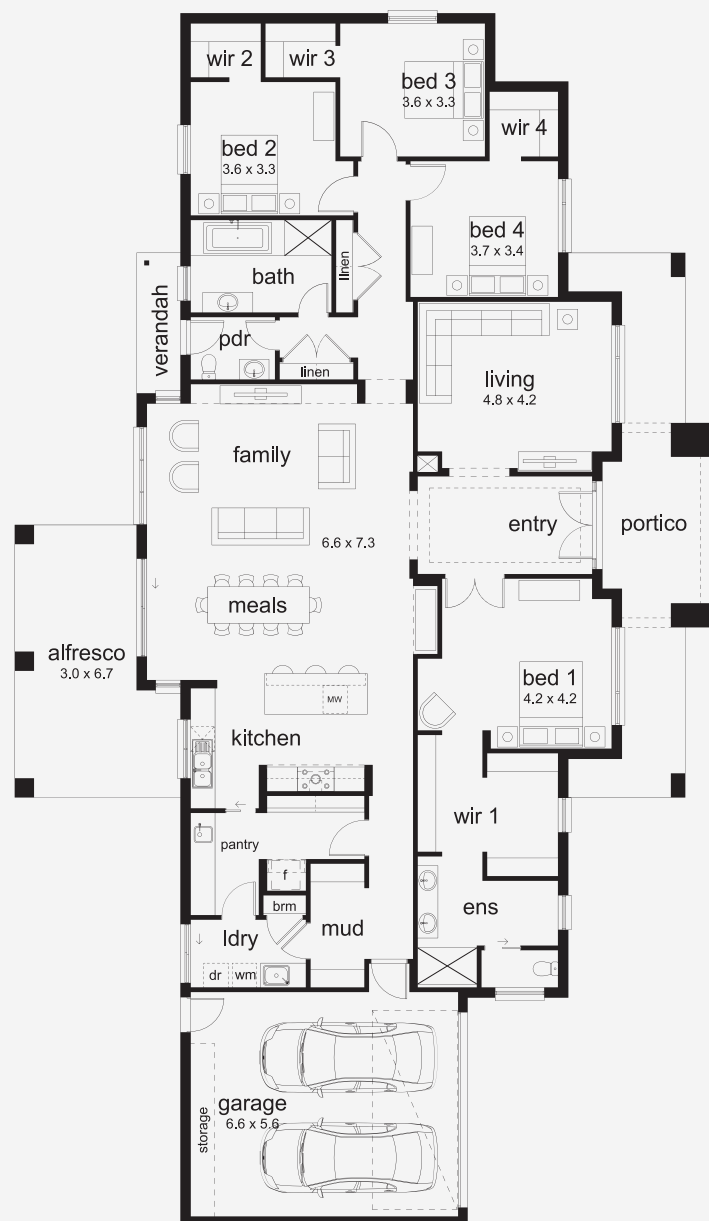 wir 2
wir 3
bed 3
3.6 x 3.3
wir 4
bed 2
3.6 x 3.3
bed 4
3.7 x 3.4
linen
bath
verandah
pdr
linen
living
4.8 x 4.2
family
entry
portico
6.6 x 7.3
meals
alfresco
3.0 x 6.7
bed 1
4.2 x 4.2
MW
kitchen
wir 1
pantry
f
brm
ens
ldry
mud
dr
wm
garage
6.6 x 5.6
storage